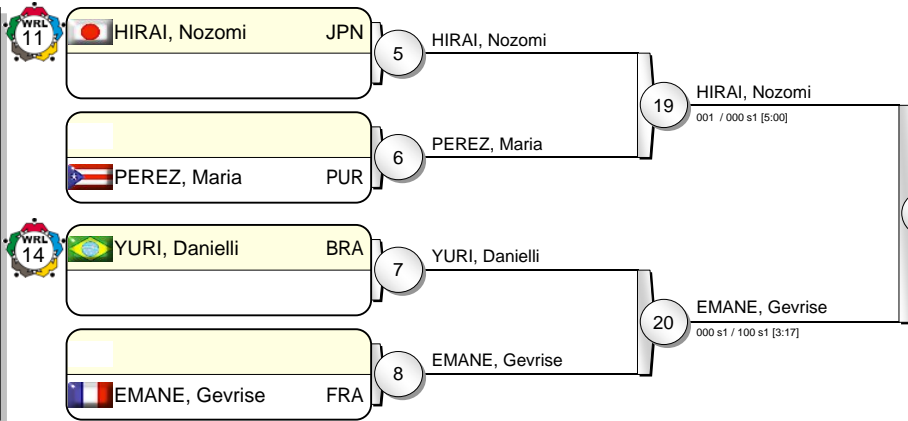 WRL
11
HIRAI, Nozomi JPN
5
HIRAI, Nozomi
PEREZ, Maria PUR
6
PEREZ, Maria
19
HIRAI, Nozomi
001 / 000 s1 [5:00]
WRL
14
YURI, Danielli BRA
7
YURI, Danielli
EMANE, Gevrise FRA
8
EMANE, Gevrise
20
EMANE, Gevrise
000 s1 / 100 s1 [3:17]